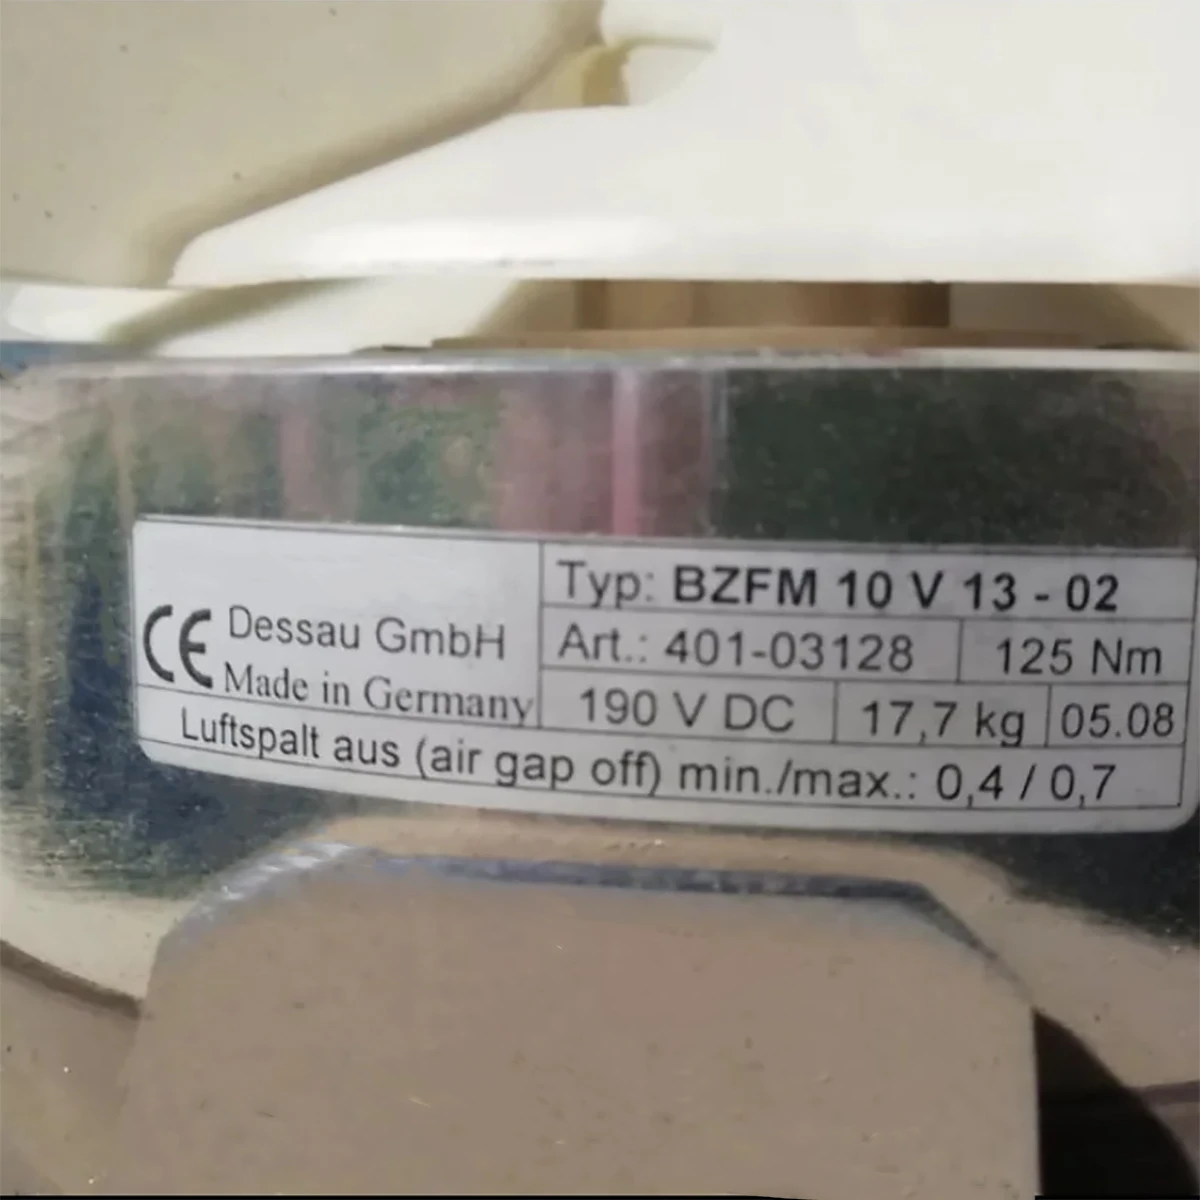 CE Dessau GmbH
Made in Germany
Typ: BZFM 10 V 13 - 02
Art.: 401-03128 125 Nm
190 V DC 17,7 kg 05.08
Luftspalt aus (air gap off) min./max.: 0,4 / 0,7